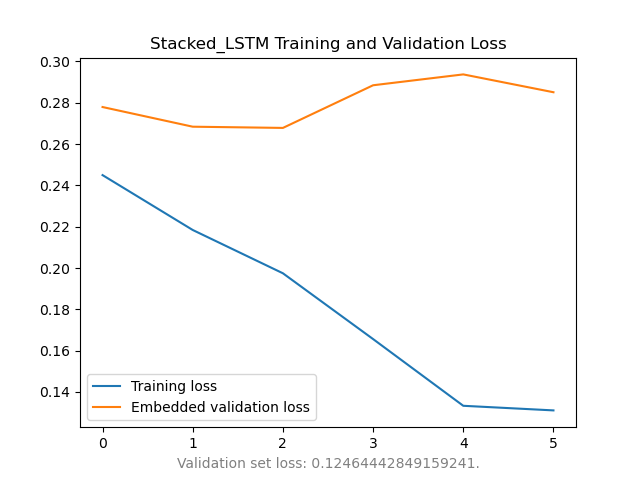 Stacked_LSTM Training and Validation Loss
0.30
0.28
0.26
0.24
0.22
0.20
0.18
0.16
0.14
Training loss
Embedded validation loss
0 1 2 3 4 5
Validation set loss: 0.12464442849159241.